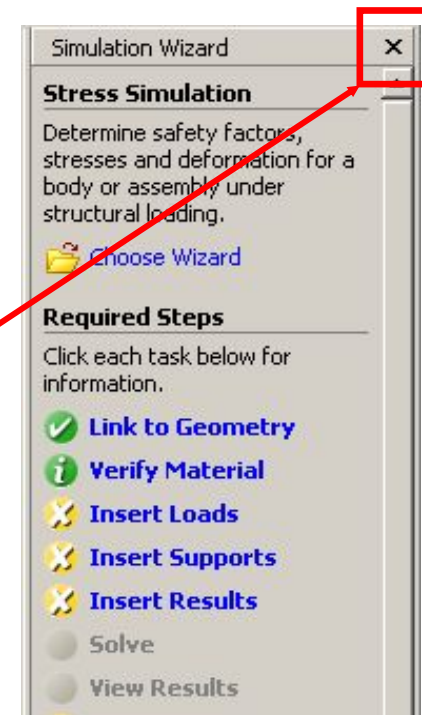 Simulation Wizard
Stress Simulation
Determine safety factors,
stresses and deformation for a
body or assembly under
structural loading.
Choose Wizard
Required Steps
Click each task below for
information.
Link to Geometry
Verify Material
Insert Loads
Insert Supports
Insert Results
Solve
View Results